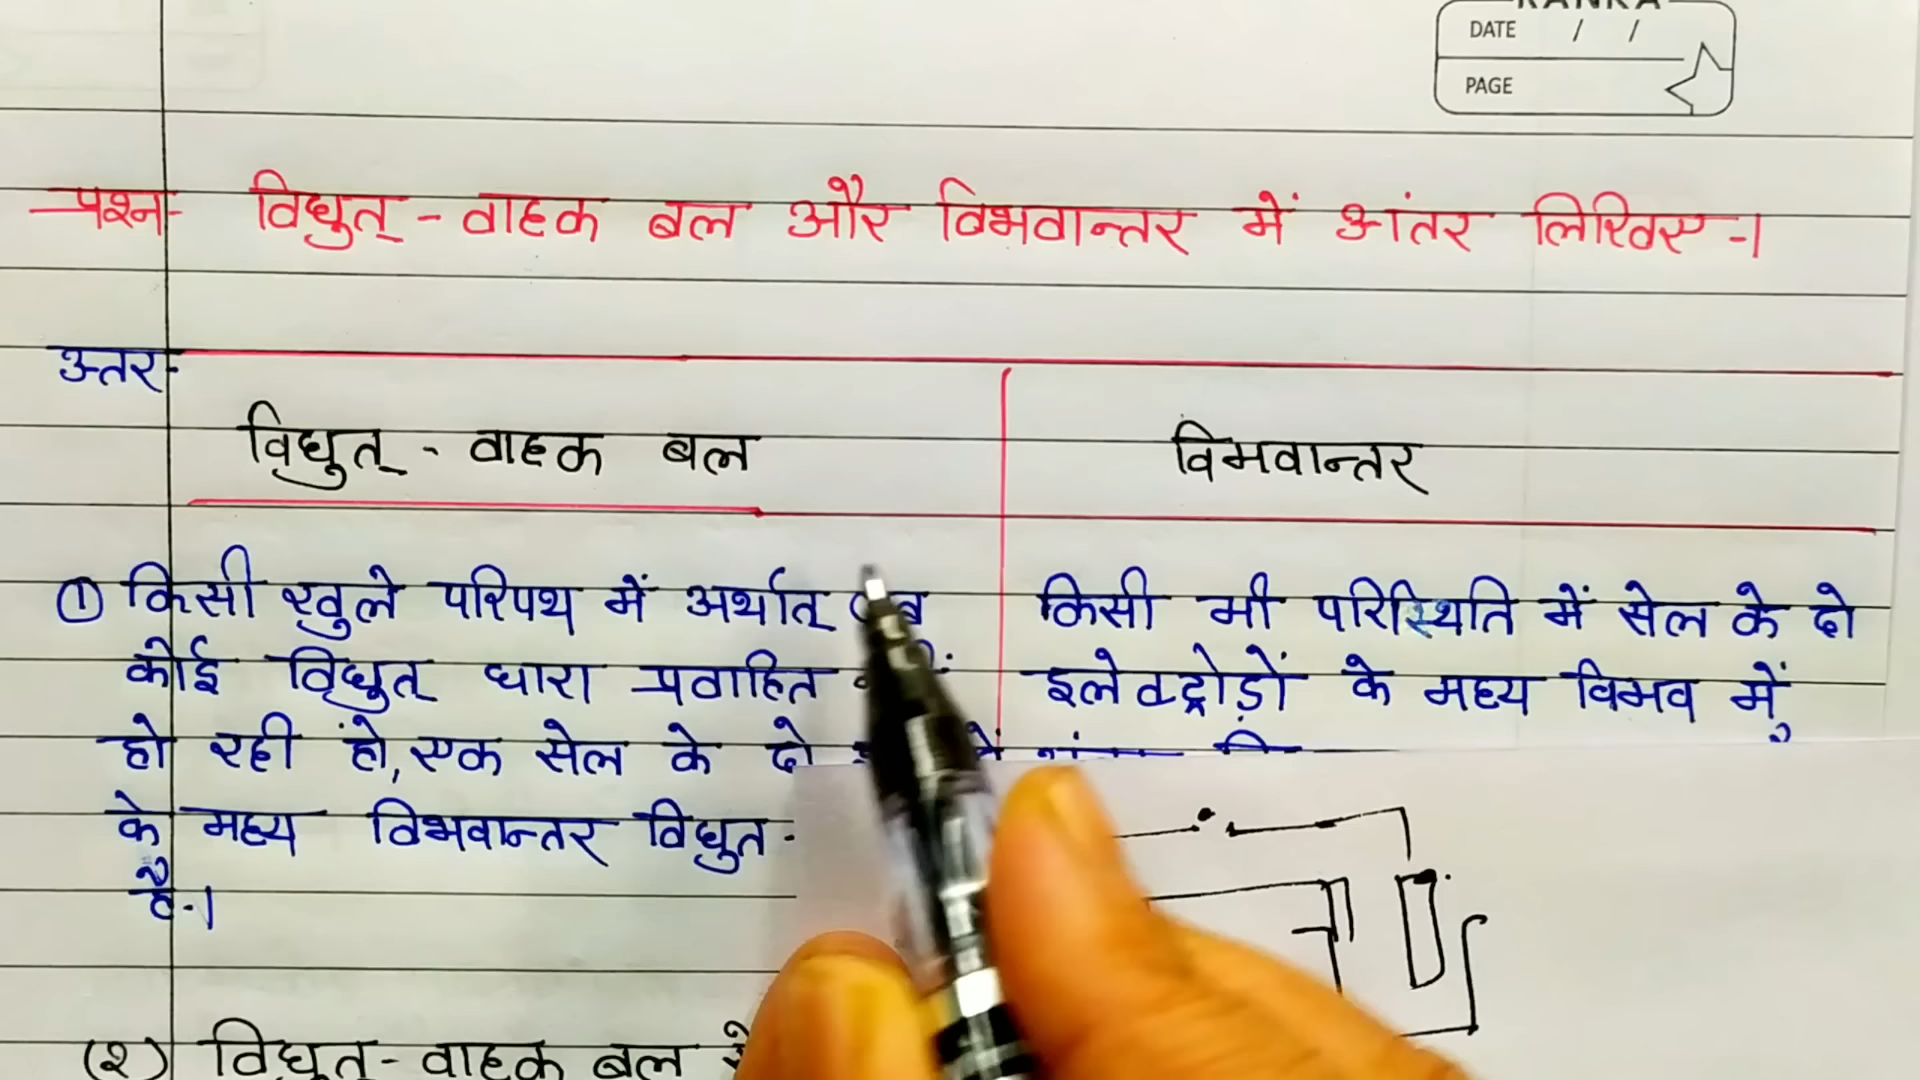 DATE / /
PAGE
प्रश्न- विद्युत् - वाहक बल और विभवान्तर में अंतर लिखिए -।
उत्तर-
विद्युत् - वाहक बल
विभवान्तर
① किसी खुले परिपथ में अर्थात्
कोई विद्युत् धारा प्रवाहित
हो रही हो, एक सेल के दो
के मध्य विभवान्तर विद्युत-
है-।
किसी भी परिस्थिति में सेल के दो
इलेक्ट्रोड़ों के मध्य विभव में
(२) विद्युत्-वाहक बल